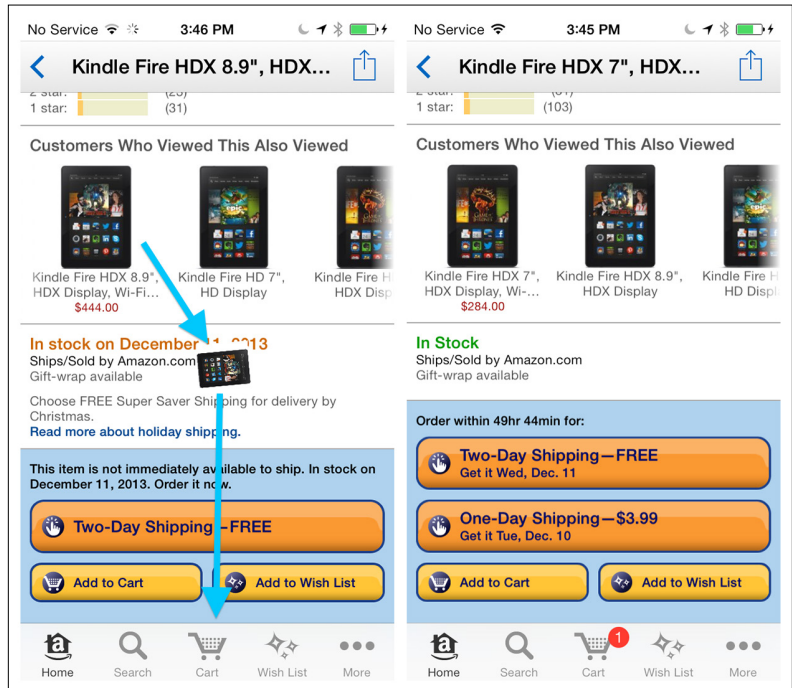 No Service 3:46 PM
Kindle Fire HDX 8.9", HDX...
(23)
1 star: (31)
Customers Who Viewed This Also Viewed
Kindle Fire HDX 8.9", HDX Display, Wi-Fi...
$444.00
Kindle Fire HD 7", HD Display
Kindle Fire H
HDX Disp
In stock on December 11, 2013
Ships/Sold by Amazon.com
Gift-wrap available
Choose FREE Super Saver Shipping for delivery by
Christmas.
Read more about holiday shipping.
This item is not immediately available to ship. In stock on
December 11, 2013. Order it now.
Two-Day Shipping—FREE
Add to Cart
Add to Wish List
Home Search Cart Wish List More
No Service 3:45 PM
Kindle Fire HDX 7", HDX...
1 star: (103)
Customers Who Viewed This Also Viewed
Kindle Fire HDX 7", HDX Display, Wi-...
$284.00
Kindle Fire HDX 8.9", HDX Display
Kindle Fire H
HD Displ
In Stock
Ships/Sold by Amazon.com
Gift-wrap available
Order within 49hr 44min for:
Two-Day Shipping—FREE
Get it Wed, Dec. 11
One-Day Shipping—$3.99
Get it Tue, Dec. 10
Add to Cart
Add to Wish List
1
Home Search Cart Wish List More